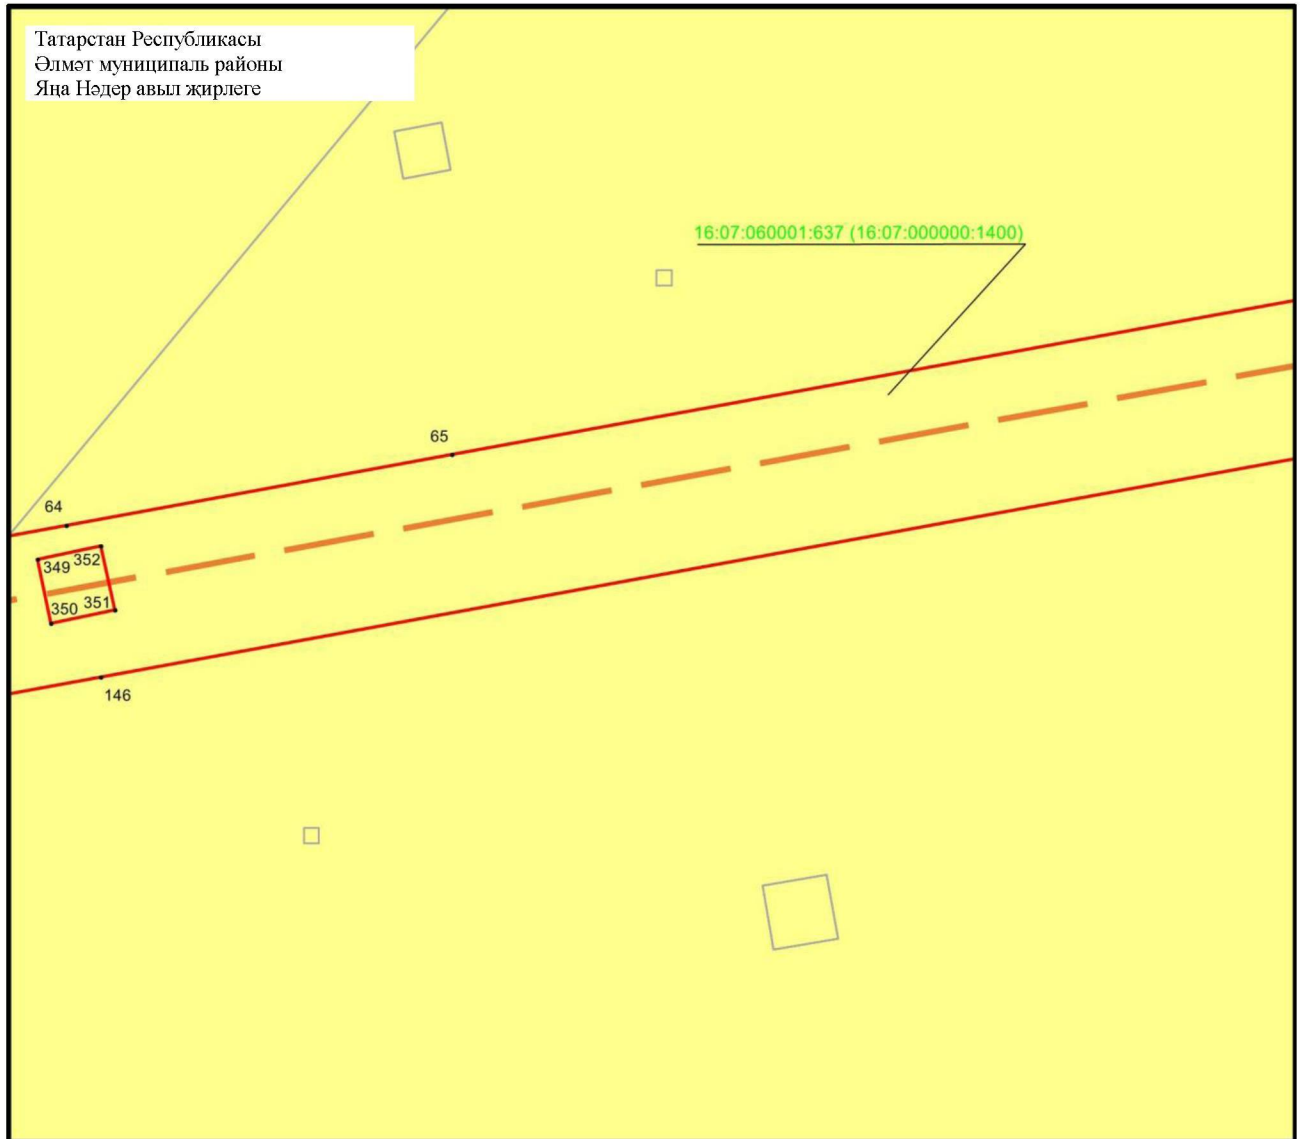 Татарстан Республикасы
Әлмәт муниципаль районы
Яңа Нәдер авыл җирлеге
16:07:060001:637 (16:07:000000:1400)
65
64
349 352
350 351
146